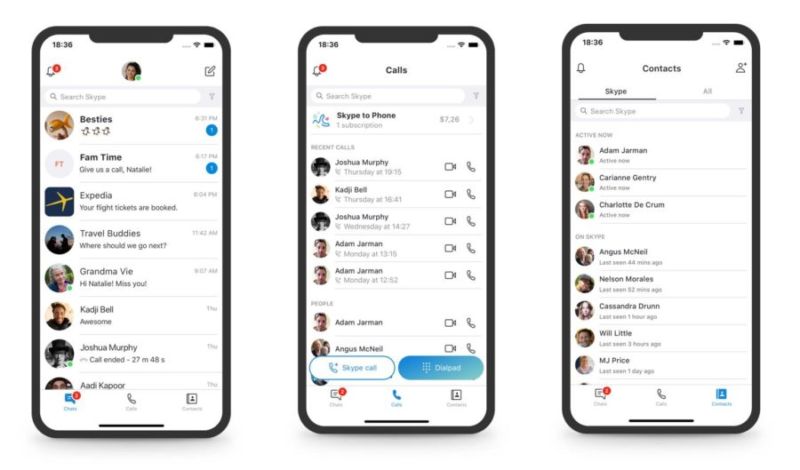 18:36
2
Search Skype
Besties
6:31 PM
1
FT
Fam Time
6:17 PM
Give us a call, Natalie!
1
Expedia
6:04 PM
Your flight tickets are booked.
Travel Buddies
11:42 AM
Where should we go next?
Grandma Vie
9:07 AM
Hi Natalie! Miss you!
Kadji Bell
Thu
Awesome
Joshua Murphy
Thu
Call ended - 27 m 48 s
Aadi Kapoor
Thu
2
Chats
Calls
Contacts
18:36
2
Calls
Search Skype
Skype to Phone
1 subscription
$7,26
RECENT CALLS
Joshua Murphy
Thursday at 19:15
Kadji Bell
Thursday at 16:41
Joshua Murphy
Wednesday at 14:27
Adam Jarman
Monday at 13:15
Adam Jarman
Monday at 12:52
PEOPLE
Adam Jarman
Angus McNeil
Skype call
Dialpad
2
Chats
Calls
Contacts
18:36
Contacts
Skype
All
Search Skype
ACTIVE NOW
Adam Jarman
Active now
Carianne Gentry
Active now
Charlotte De Crum
Active now
ON SKYPE
Angus McNeil
Last seen 44 mins ago
Nelson Morales
Last seen 52 mins ago
Cassandra Drunn
Last seen 1 hour ago
Will Little
Last seen 3 hours ago
MJ Price
Last seen 1 day ago
2
Chats
Calls
Contacts